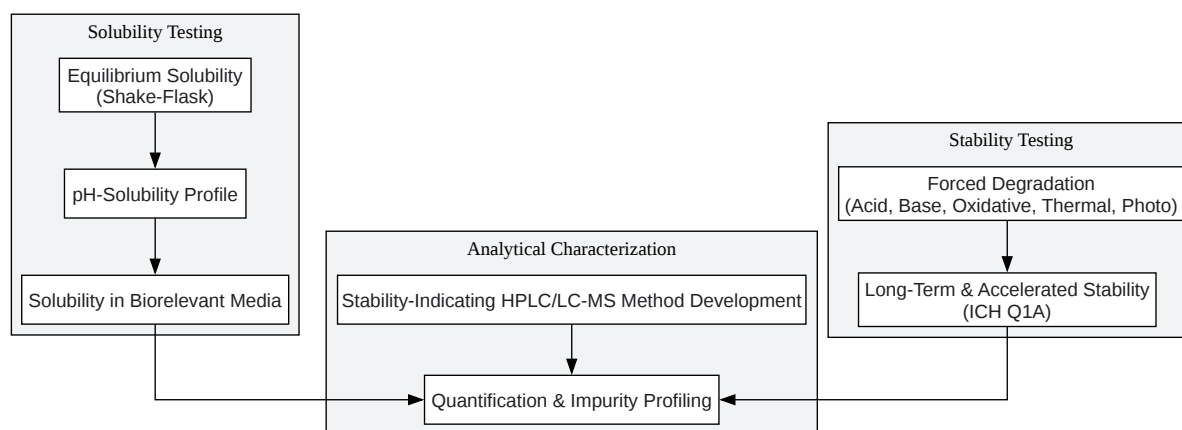 Solubility Testing
Equilibrium Solubility
(Shake-Flask)
pH-Solubility Profile
Solubility in Biorelevant Media
Analytical Characterization
Stability-Indicating HPLC/LC-MS Method Development
Quantification & Impurity Profiling
Stability Testing
Forced Degradation
(Acid, Base, Oxidative, Thermal, Photo)
Long-Term & Accelerated Stability
(ICH Q1A)